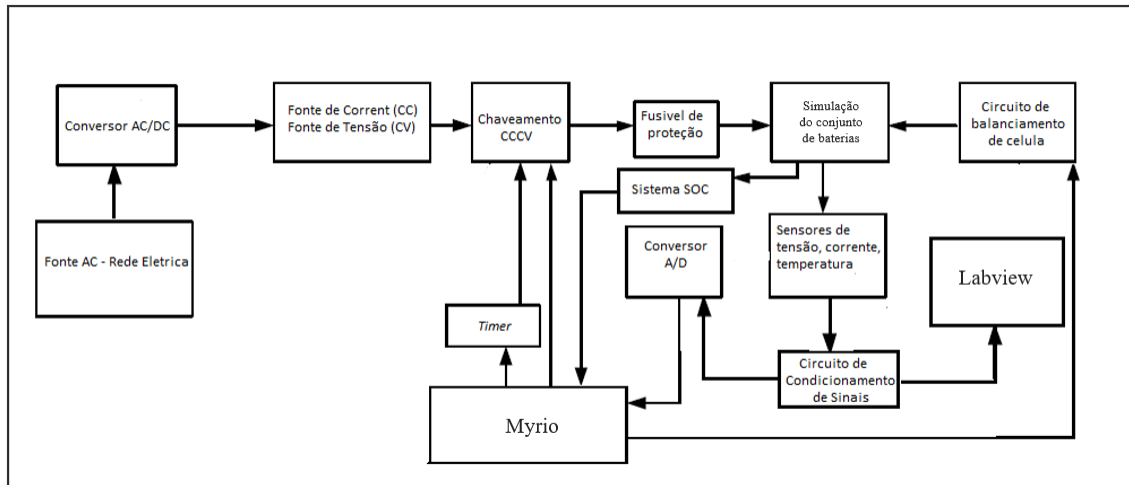 Conversor AC/DC
Fonte de Corrent (CC)
Fonte de Tensão (CV)
Chaveamento
CCCV
Fusivel de
proteção
Simulação
do conjunto
de baterias
Circuito de
balanciamento
de celula
Sistema SOC
Fonte AC - Rede Eletrica
Conversor
A/D
Sensores de
tensão, corrente,
temperatura
Labview
Timer
Circuito de
Condicionamento
de Sinais
Myrio